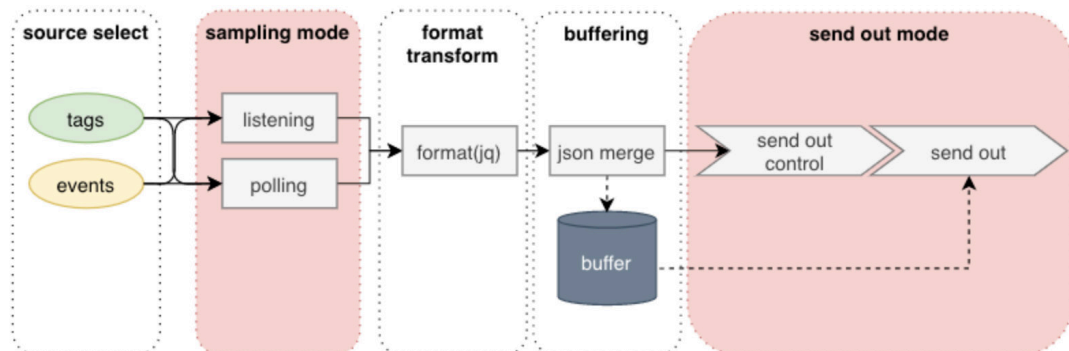 source select
sampling mode
format
transform
buffering
send out mode
tags
events
listening
polling
format(jq)
json merge
buffer
send out
control
send out